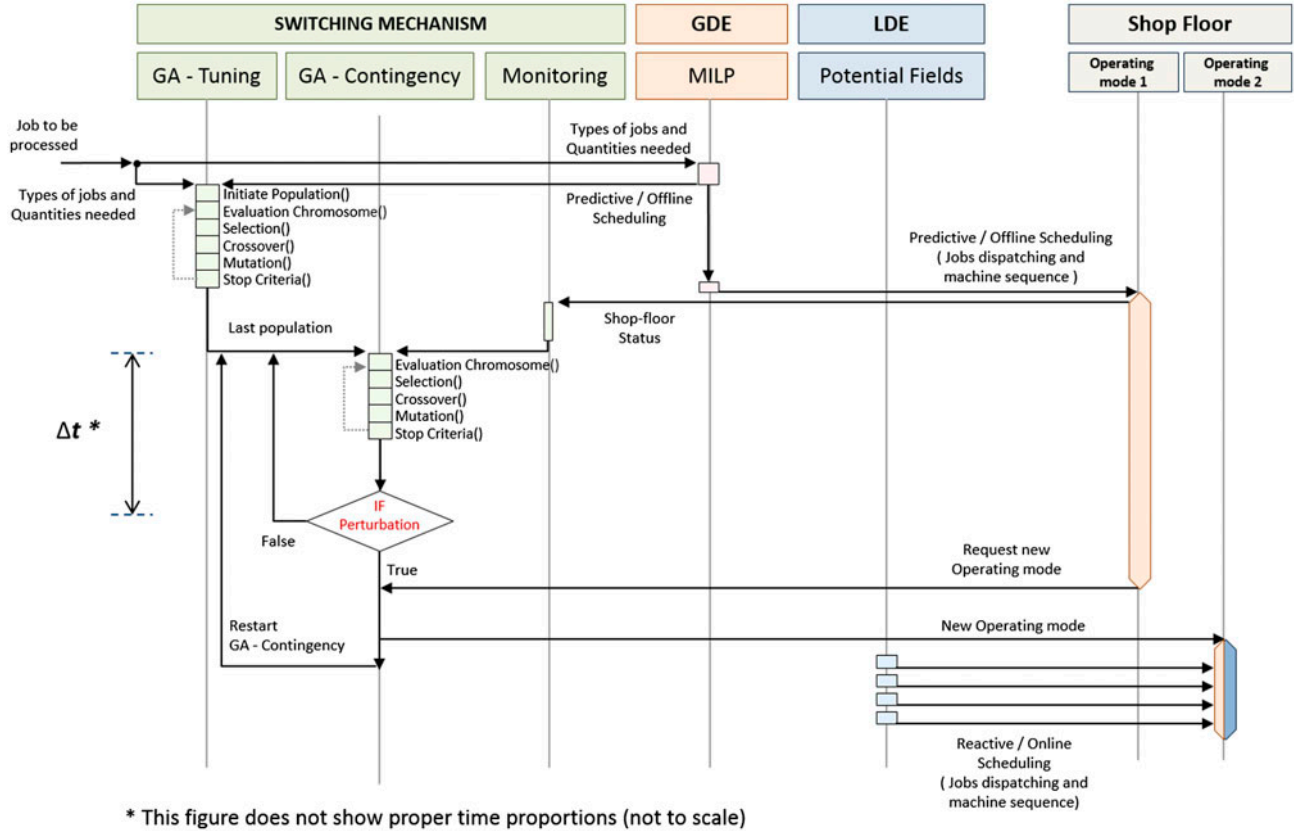 SWITCHING MECHANISM
GDE
LDE
Shop Floor
GA - Tuning
GA - Contingency
Monitoring
MILP
Potential Fields
Operating
mode 1
Operating
mode 2
Job to be
processed
Types of jobs and
Quantities needed
Types of jobs and
Quantities needed
Initiate Population()
Evaluation Chromosome()
Selection()
Crossover()
Mutation()
Stop Criteria()
Predictive / Offline
Scheduling
Predictive / Offline Scheduling
( Jobs dispatching and
machine sequence )
Shop-floor
Status
Last population
Evaluation Chromosome()
Selection()
Crossover()
Mutation()
Stop Criteria()
Δt *
IF
Perturbation
False
True
Request new
Operating mode
Restart
GA - Contingency
New Operating mode
Reactive / Online
Scheduling
( Jobs dispatching and
machine sequence)
* This figure does not show proper time proportions (not to scale)